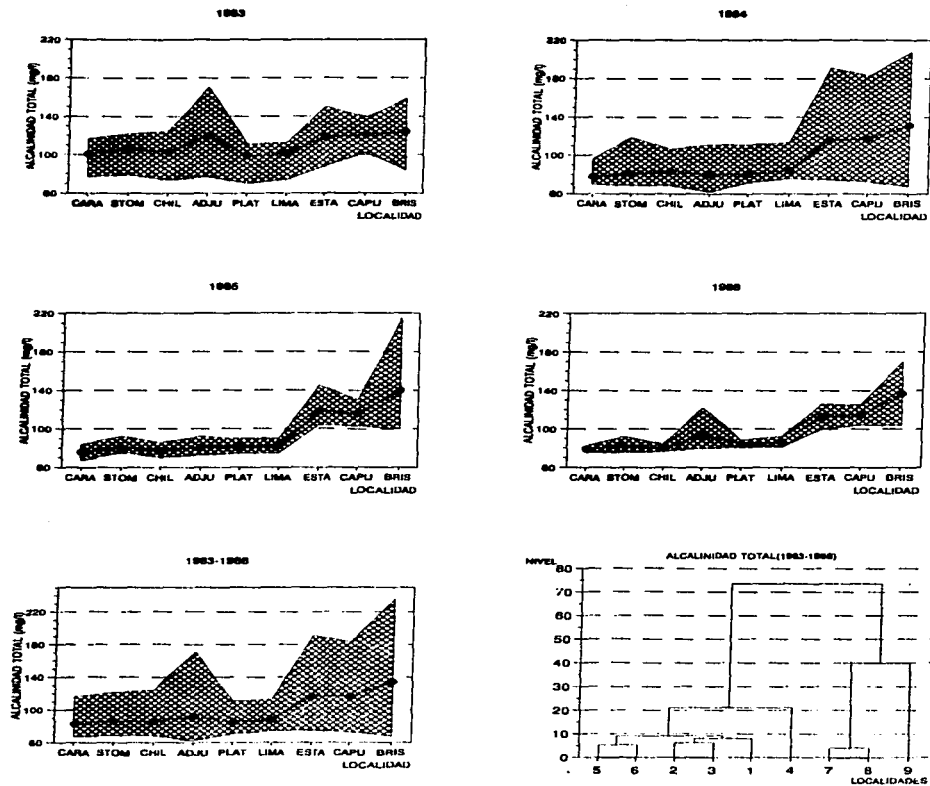 1983
ALCALINIDAD TOTAL (mg/l)
220
180
140
100
60
CARA STOM CHIL ADJU PLAT LIMA ESTA CAPU BRIS
LOCALIDAD
1984
ALCALINIDAD TOTAL (mg/l)
220
180
140
100
60
CARA STOM CHIL ADJU PLAT LIMA ESTA CAPU BRIS
LOCALIDAD
1985
ALCALINIDAD TOTAL (mg/l)
220
180
140
100
60
CARA STOM CHIL ADJU PLAT LIMA ESTA CAPU BRIS
LOCALIDAD
1986
ALCALINIDAD TOTAL (mg/l)
220
180
140
100
60
CARA STOM CHIL ADJU PLAT LIMA ESTA CAPU BRIS
LOCALIDAD
1983-1986
ALCALINIDAD TOTAL (mg/l)
220
180
140
100
60
CARA STOM CHIL ADJU PLAT LIMA ESTA CAPU BRIS
LOCALIDAD
ALCALINIDAD TOTAL(1983-1986)
NIVEL
80
70
60
50
40
30
20
10
0
5 6 2 3 1 4 7 8 9
LOCALIDADES